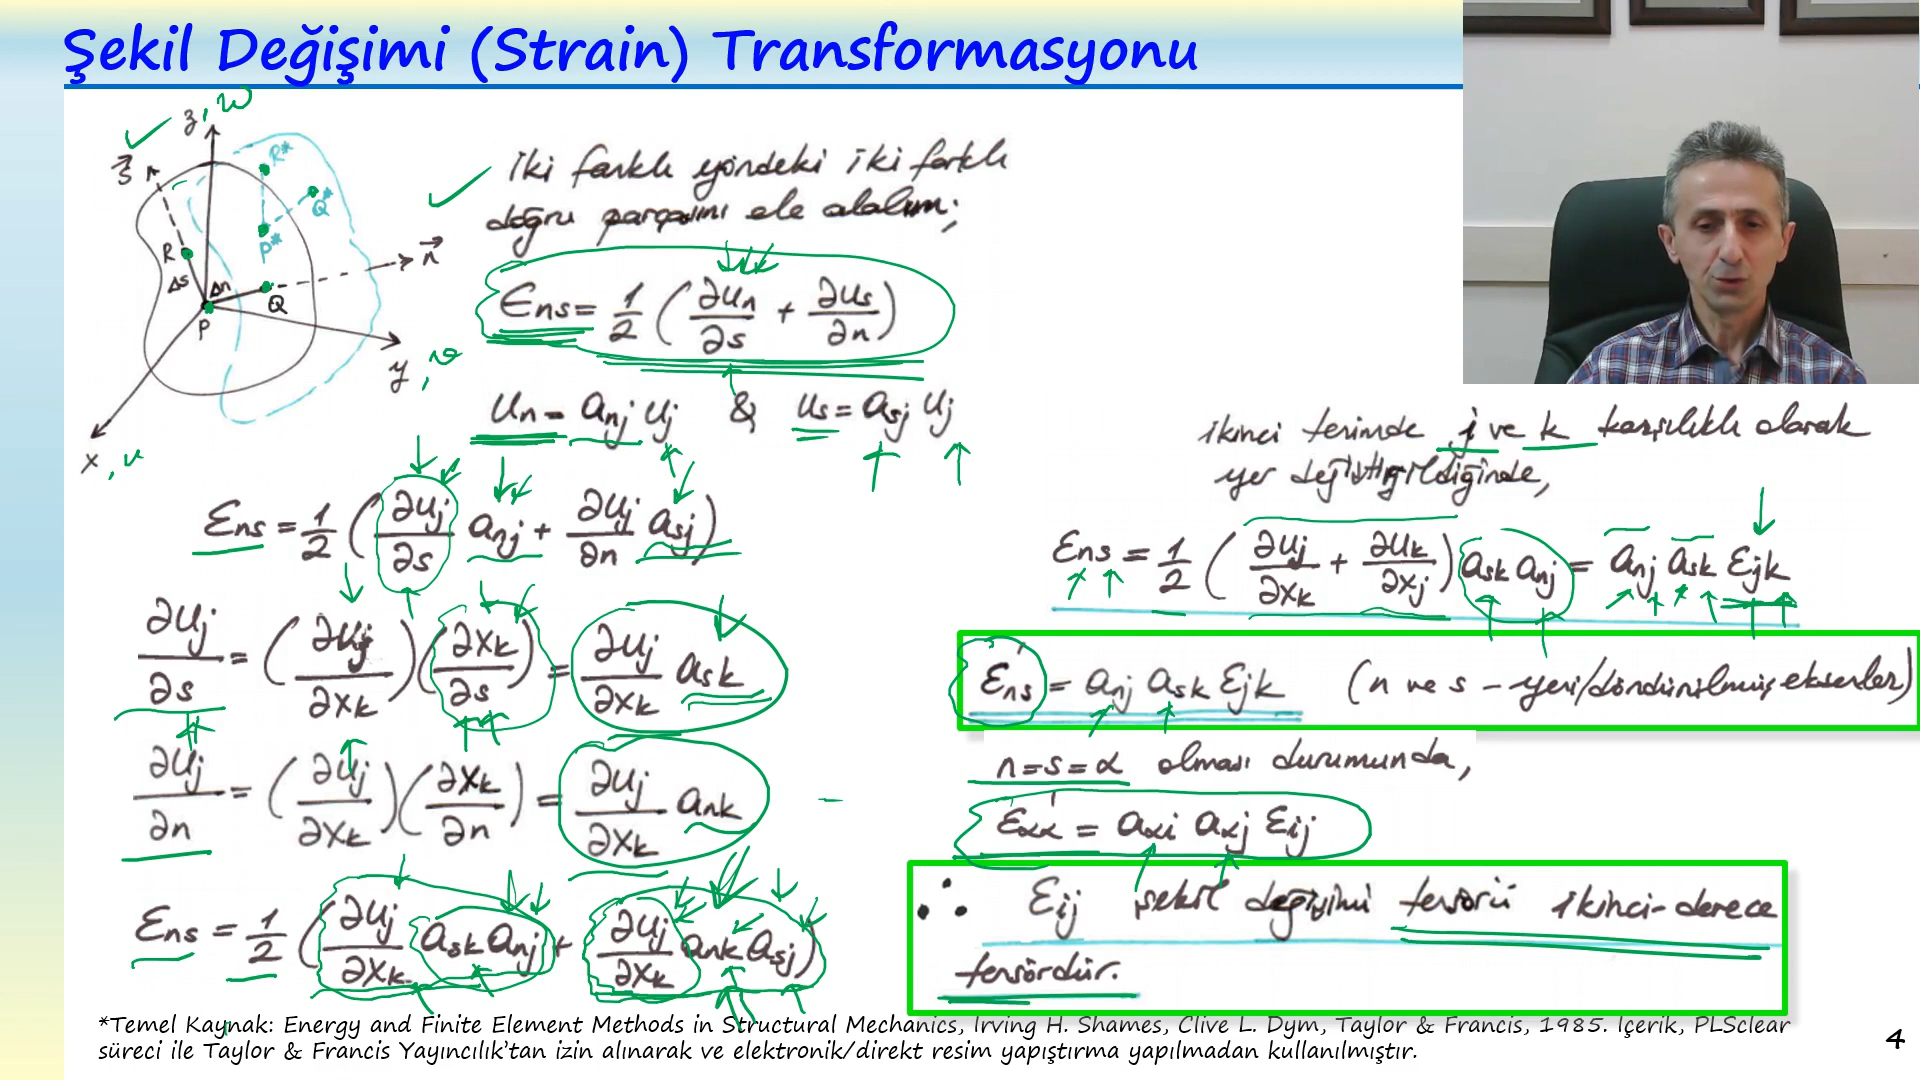 Şekil Değişimi (Strain) Transformasyonu
z, w
s
R*
Q*
P*
n
R
Δs
Δn
Q
P
y, v
x, u
İki farklı yöndeki iki farklı
doğru parçasını ele alalım;
εns = 1/2 (∂un/∂s + ∂us/∂n)
un = anj uj & us = asj uj
εns = 1/2 (∂uj/∂s anj + ∂uj/∂n asj)
∂uj/∂s = (∂uj/∂xk)(∂xk/∂s) = ∂uj/∂xk ask
∂uj/∂n = (∂uj/∂xk)(∂xk/∂n) = ∂uj/∂xk ank
εns = 1/2 (∂uj/∂xk ask anj + ∂uj/∂xk ank asj)
ikinci terimde j ve k karşılıklı olarak
yer değiştirildiğinde,
εns = 1/2 (∂uj/∂xk + ∂uk/∂xj) ask anj = anj ask εjk
ε'ns = anj ask εjk (n ve s - yeni/döndürülmüş eksenler)
n=s=α olması durumunda,
ε'αα = aαi aαj εij
∴ εij şekil değişimi tensörü ikinci-derece
tensördür.
*Temel Kaynak: Energy and Finite Element Methods in Structural Mechanics, Irving H. Shames, Clive L. Dym, Taylor & Francis, 1985. İçerik, PLSclear
süreci ile Taylor & Francis Yayıncılık'tan izin alınarak ve elektronik/direkt resim yapıştırma yapılmadan kullanılmıştır.
4